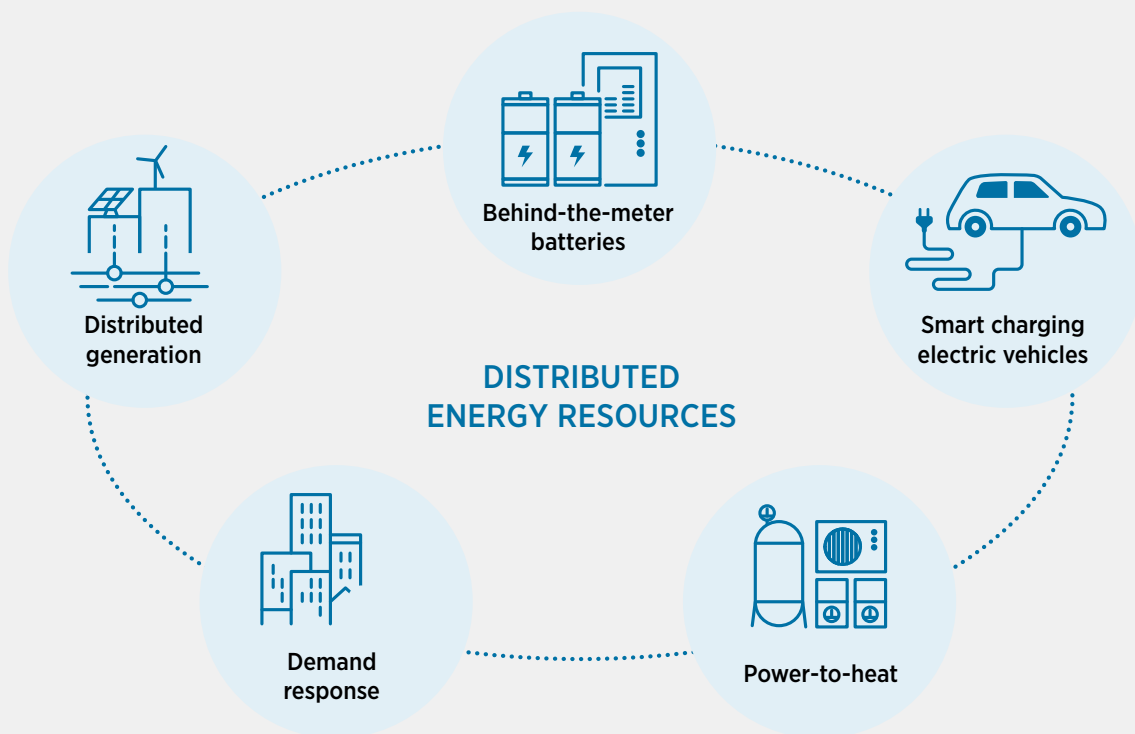 Behind-the-meter
batteries
Distributed
generation
Smart charging
electric vehicles
DISTRIBUTED
ENERGY RESOURCES
Demand
response
Power-to-heat